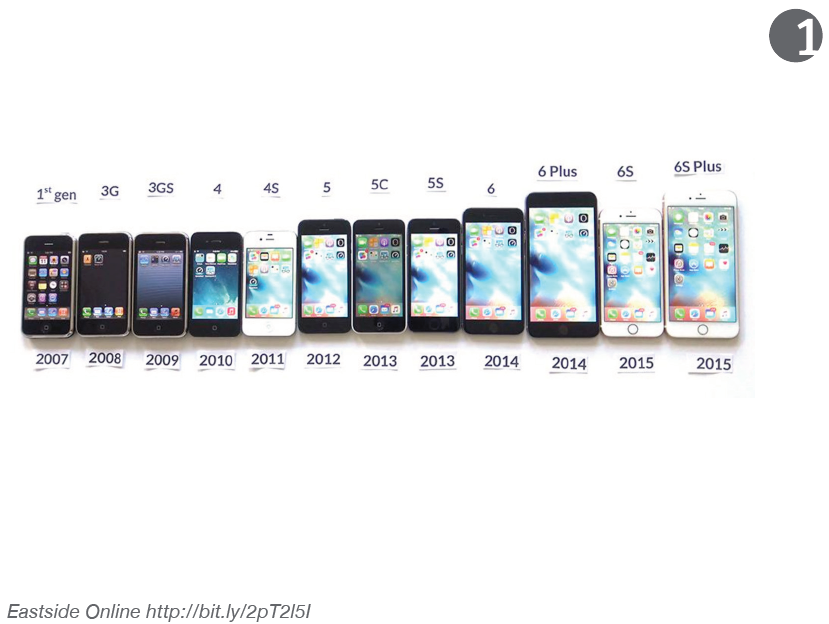 1
1st gen 3G 3GS 4 4S 5 5C 5S 6 6 Plus 6S 6S Plus
2007 2008 2009 2010 2011 2012 2013 2013 2014 2014 2015 2015
Eastside Online http://bit.ly/2pT2l5I